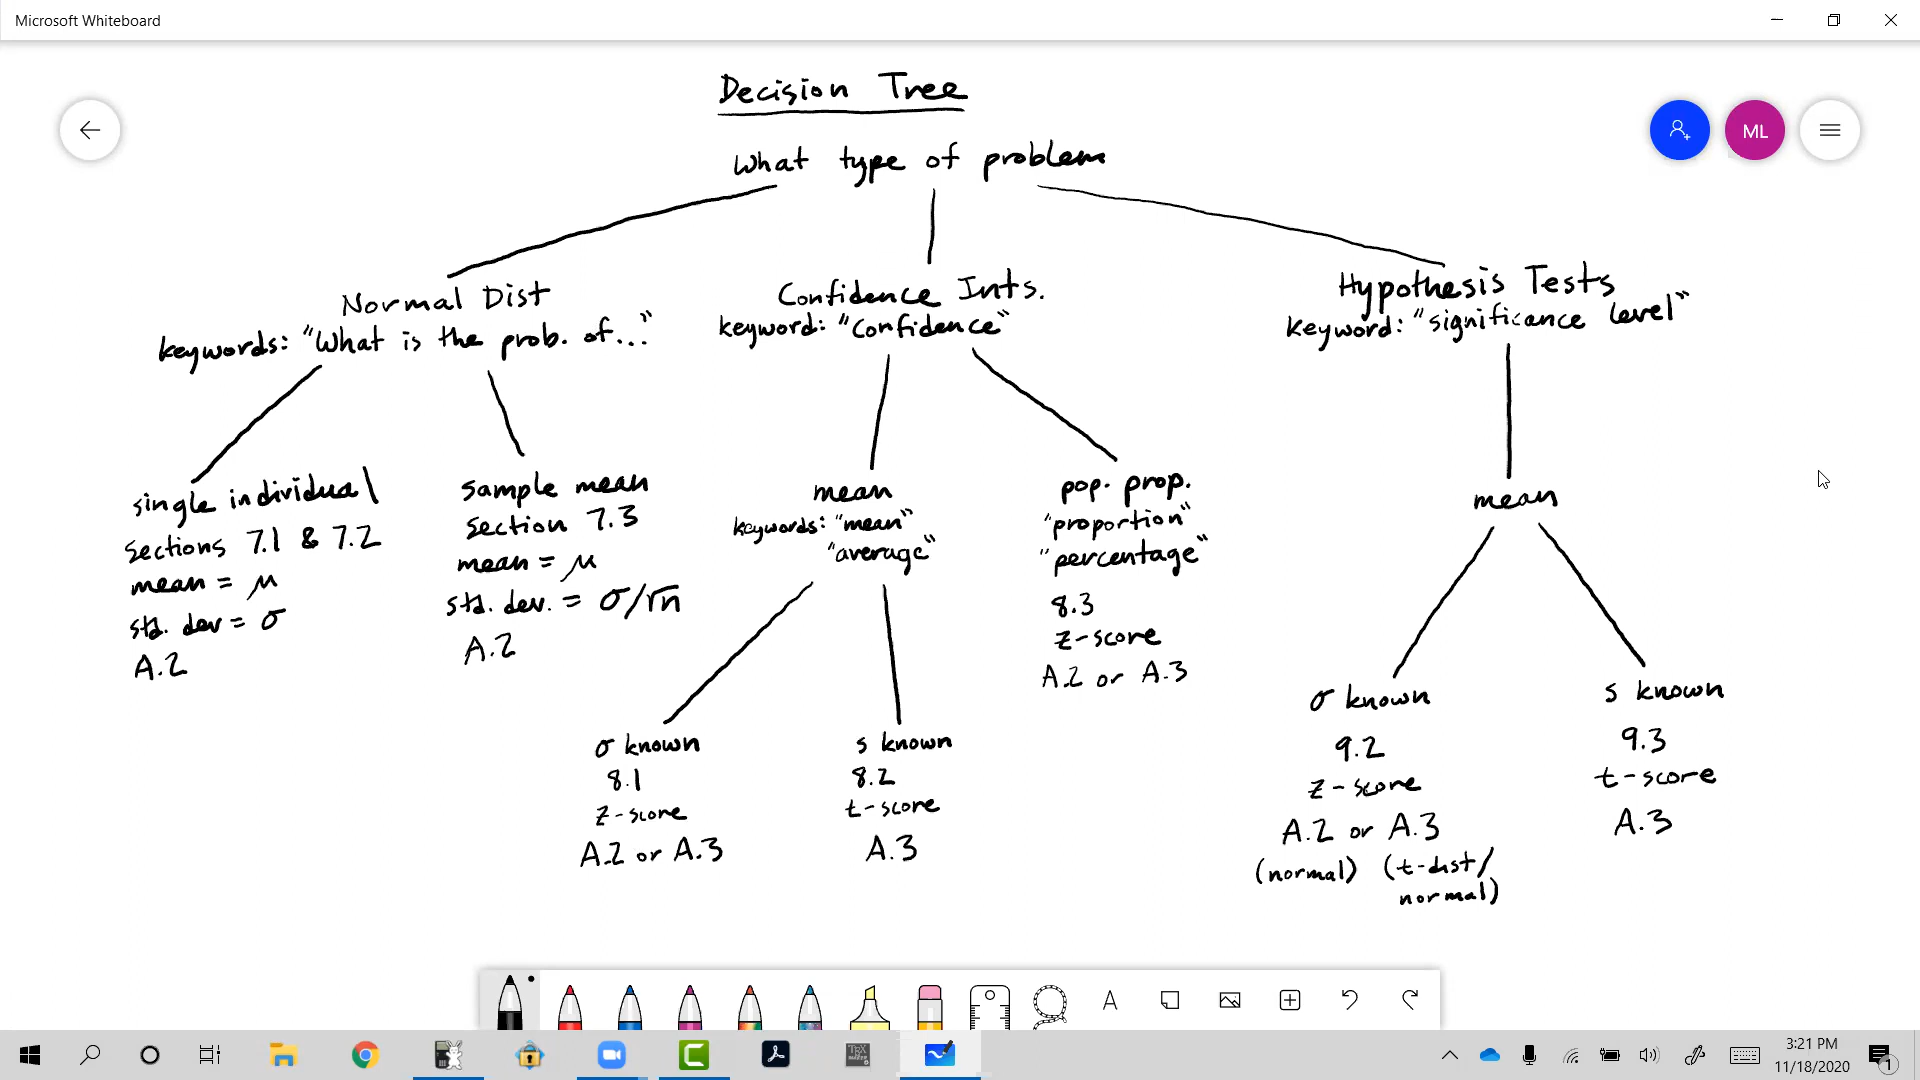 Microsoft Whiteboard
Decision Tree
ML
What type of problem
Normal Dist
keywords: "What is the prob. of..."
single individual
sections 7.1 & 7.2
mean = μ
std. dev = σ
A.2
sample mean
section 7.3
mean = μ
std. dev. = σ/√n
A.2
Confidence Ints.
keyword: "Confidence"
mean
keywords: "mean"
"average"
σ known
8.1
z-score
A.2 or A.3
s known
8.2
t-score
A.3
pop. prop.
"proportion"
"percentage"
8.3
z-score
A.2 or A.3
Hypothesis Tests
keyword: "significance level"
mean
σ known
9.2
z-score
A.2 or A.3
(normal) (t-dist/
normal)
s known
9.3
t-score
A.3
3:21 PM
11/18/2020
1